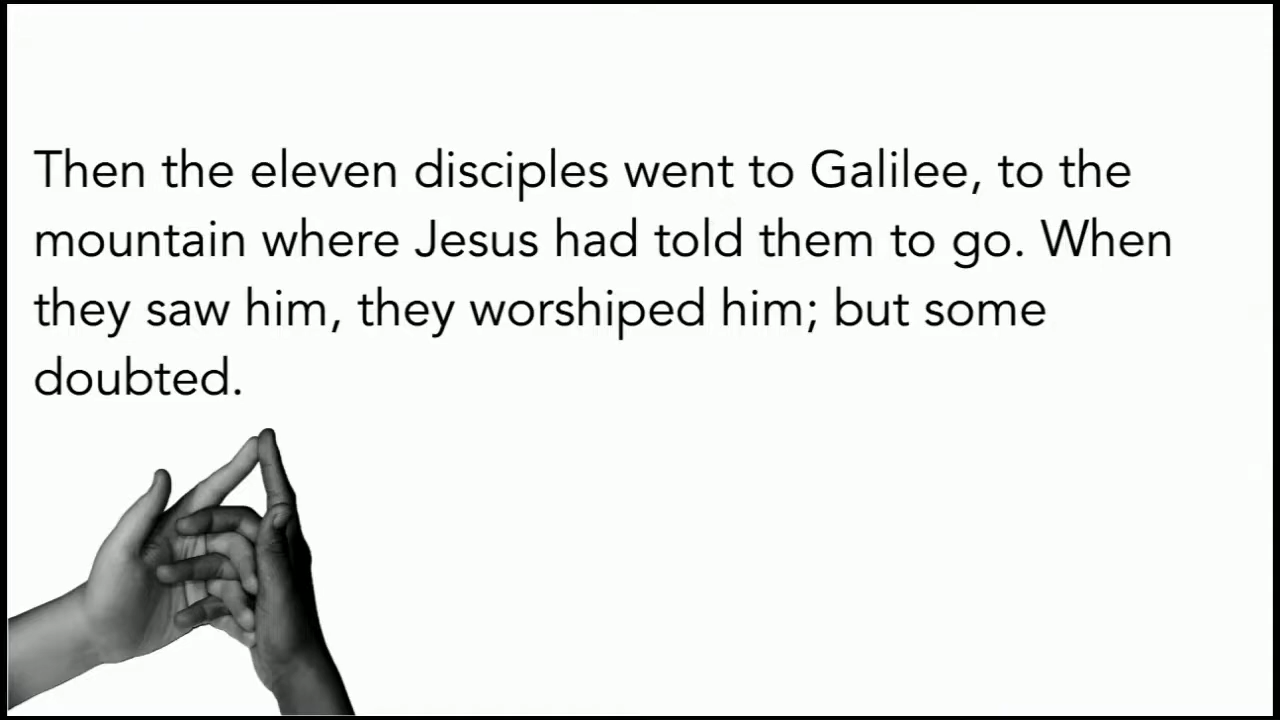 Then the eleven disciples went to Galilee, to the
mountain where Jesus had told them to go. When
they saw him, they worshiped him; but some
doubted.